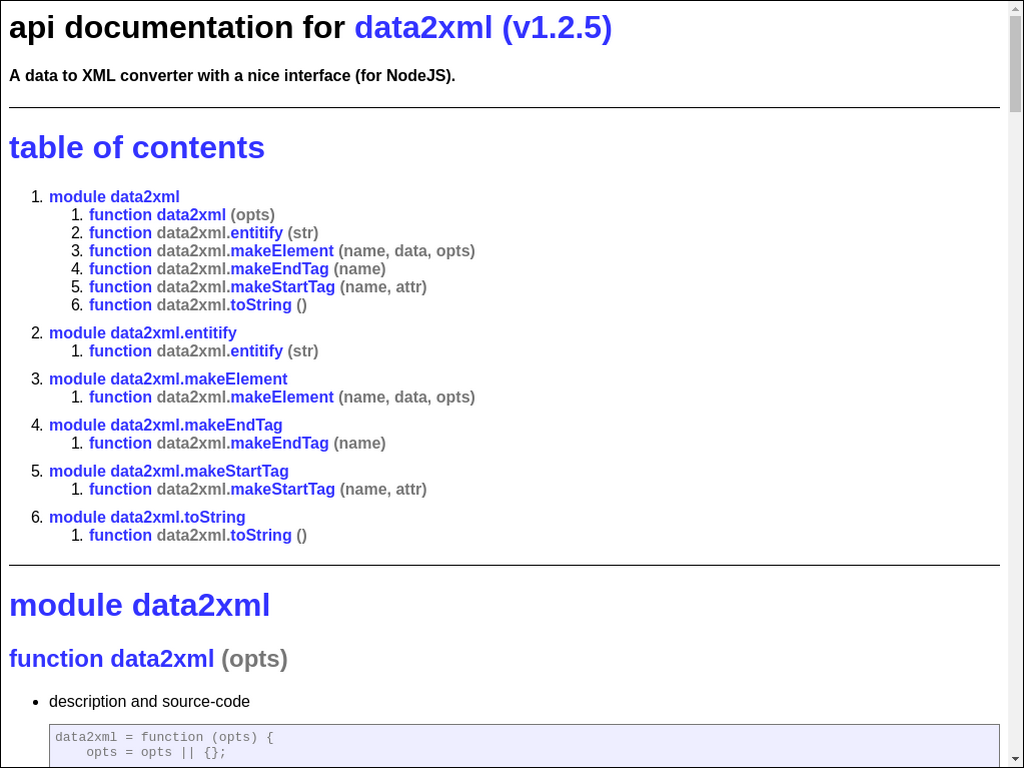 api documentation for data2xml (v1.2.5)
A data to XML converter with a nice interface (for NodeJS).
table of contents
1. module data2xml
1. function data2xml (opts)
2. function data2xml.entitify (str)
3. function data2xml.makeElement (name, data, opts)
4. function data2xml.makeEndTag (name)
5. function data2xml.makeStartTag (name, attr)
6. function data2xml.toString ()
2. module data2xml.entitify
1. function data2xml.entitify (str)
3. module data2xml.makeElement
1. function data2xml.makeElement (name, data, opts)
4. module data2xml.makeEndTag
1. function data2xml.makeEndTag (name)
5. module data2xml.makeStartTag
1. function data2xml.makeStartTag (name, attr)
6. module data2xml.toString
1. function data2xml.toString ()
module data2xml
function data2xml (opts)
• description and source-code
data2xml = function (opts) {
    opts = opts || {};